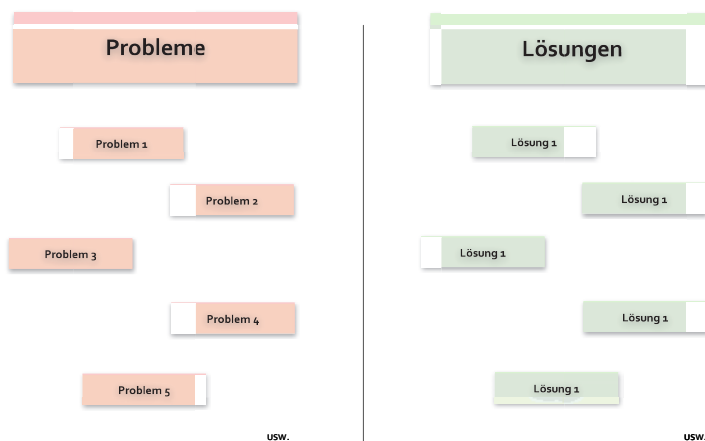 Probleme
Problem 1
Problem 2
Problem 3
Problem 4
Problem 5
usw.
Lösungen
Lösung 1
Lösung 1
Lösung 1
Lösung 1
Lösung 1
usw.